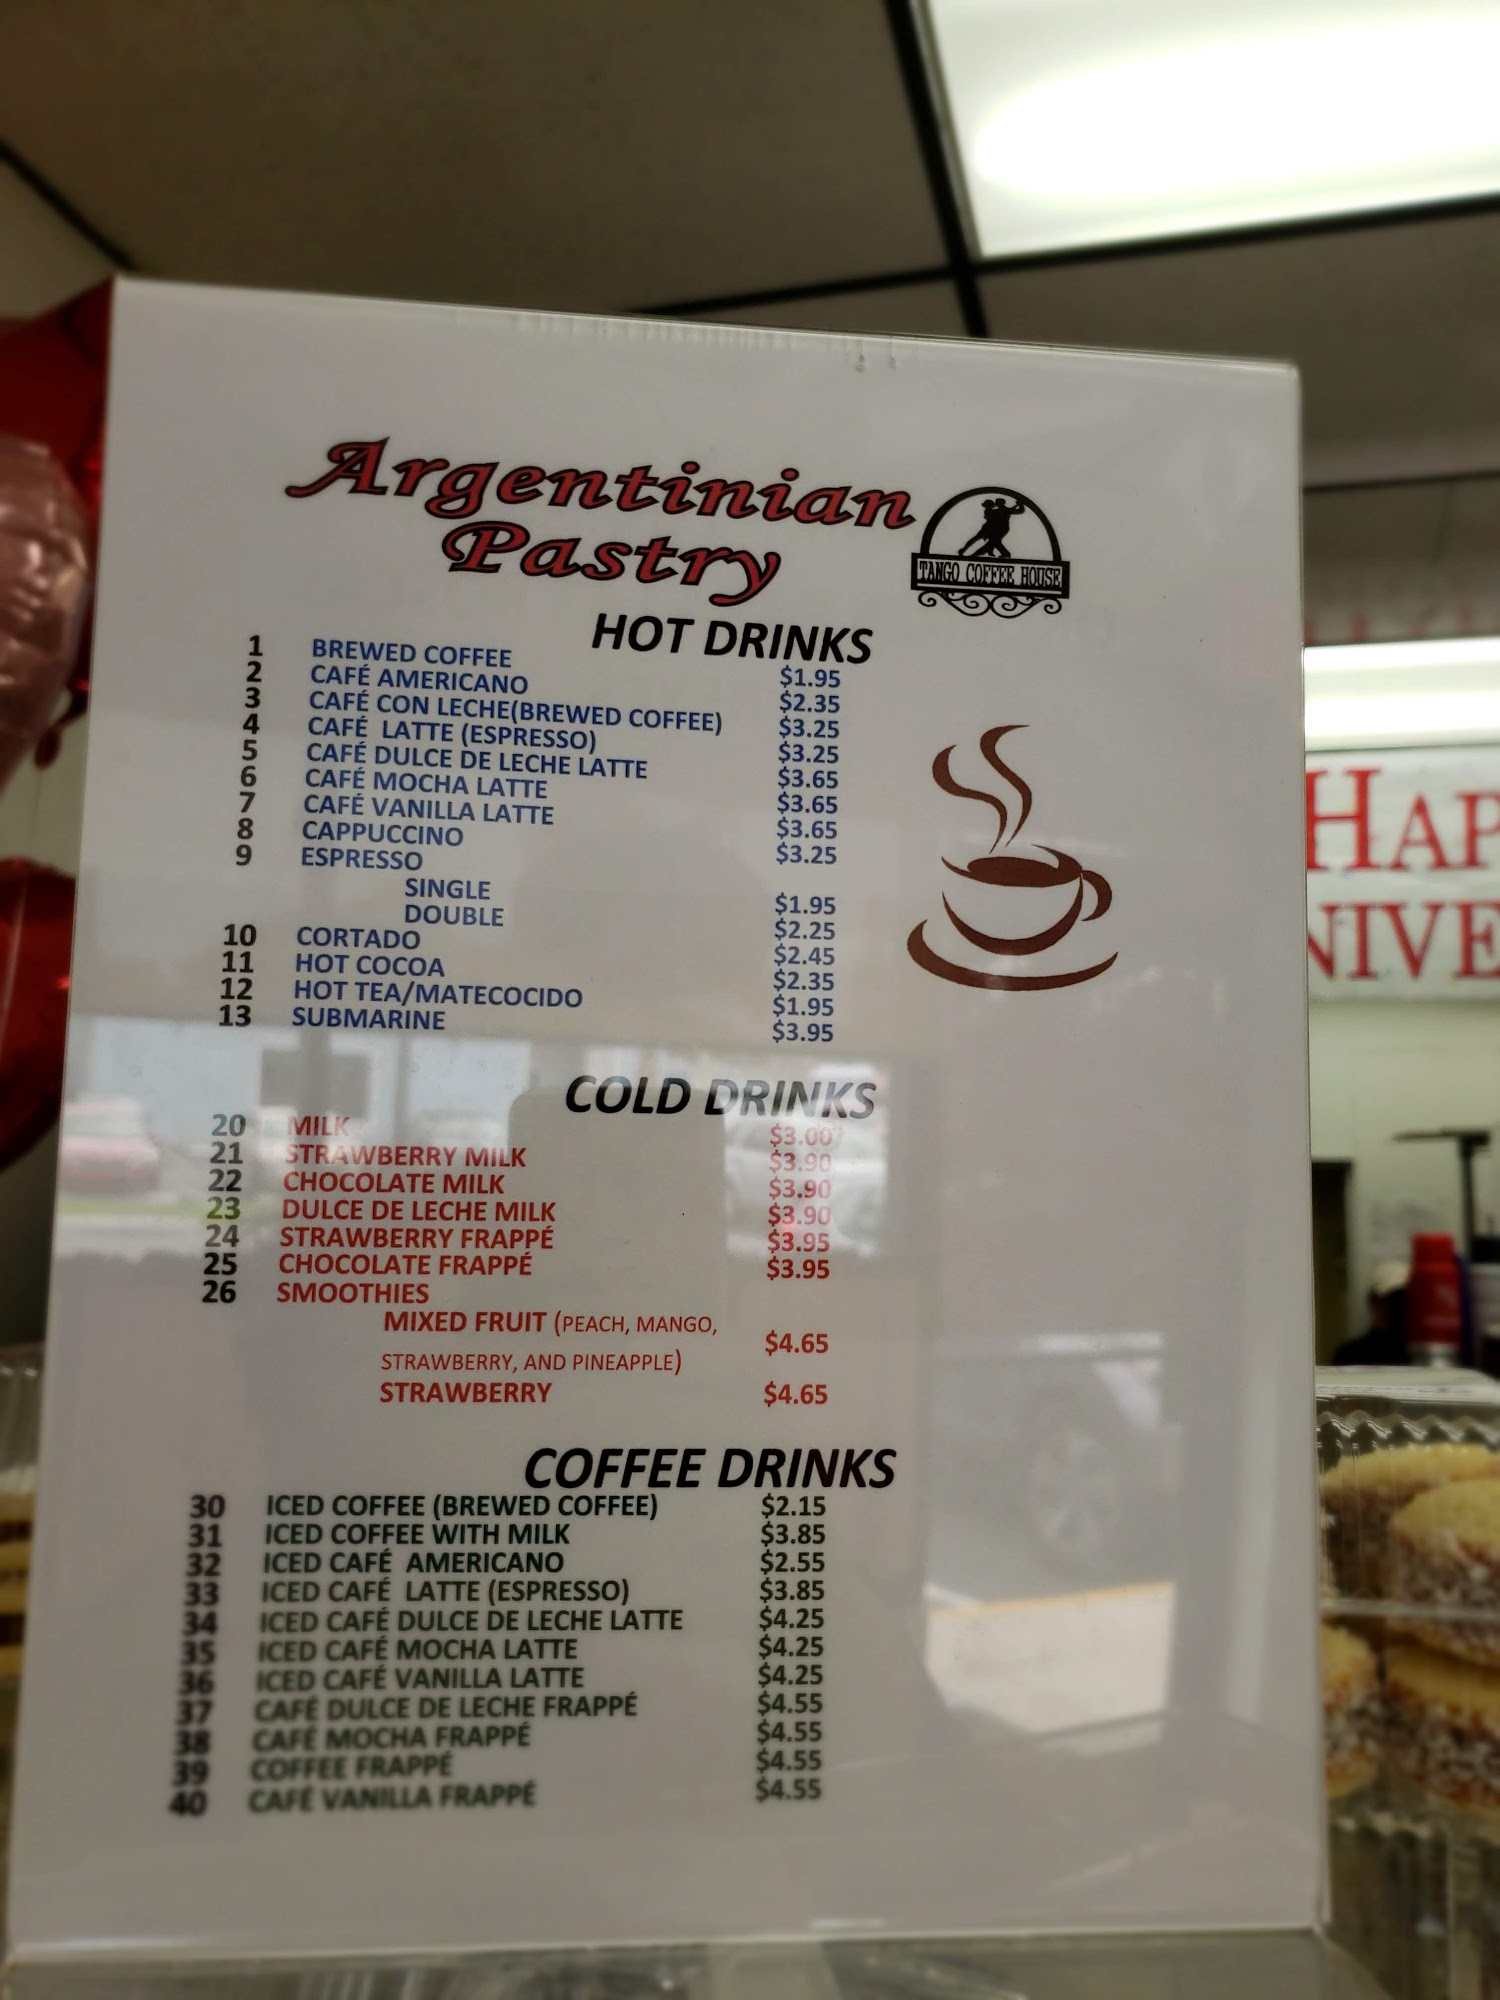 Argentinian
Pastry
TANGO COFFEE HOUSE
HOT DRINKS
1 BREWED COFFEE $1.95
2 CAFÉ AMERICANO $2.35
3 CAFÉ CON LECHE(BREWED COFFEE) $3.25
4 CAFÉ LATTE (ESPRESSO) $3.25
5 CAFÉ DULCE DE LECHE LATTE $3.65
6 CAFÉ MOCHA LATTE $3.65
7 CAFÉ VANILLA LATTE $3.65
8 CAPPUCCINO $3.25
9 ESPRESSO
SINGLE $1.95
DOUBLE $2.25
10 CORTADO $2.45
11 HOT COCOA $2.35
12 HOT TEA/MATECOCIDO $1.95
13 SUBMARINE $3.95
COLD DRINKS
20 MILK $3.00
21 STRAWBERRY MILK $3.90
22 CHOCOLATE MILK $3.90
23 DULCE DE LECHE MILK $3.90
24 STRAWBERRY FRAPPÉ $3.95
25 CHOCOLATE FRAPPÉ $3.95
26 SMOOTHIES
MIXED FRUIT (PEACH, MANGO,
STRAWBERRY, AND PINEAPPLE) $4.65
STRAWBERRY $4.65
COFFEE DRINKS
30 ICED COFFEE (BREWED COFFEE) $2.15
31 ICED COFFEE WITH MILK $3.85
32 ICED CAFÉ AMERICANO $2.55
33 ICED CAFÉ LATTE (ESPRESSO) $3.85
34 ICED CAFÉ DULCE DE LECHE LATTE $4.25
35 ICED CAFÉ MOCHA LATTE $4.25
36 ICED CAFÉ VANILLA LATTE $4.25
37 CAFÉ DULCE DE LECHE FRAPPÉ $4.55
38 CAFÉ MOCHA FRAPPÉ $4.55
39 COFFEE FRAPPÉ $4.55
40 CAFÉ VANILLA FRAPPÉ $4.55
HAP
NIVE